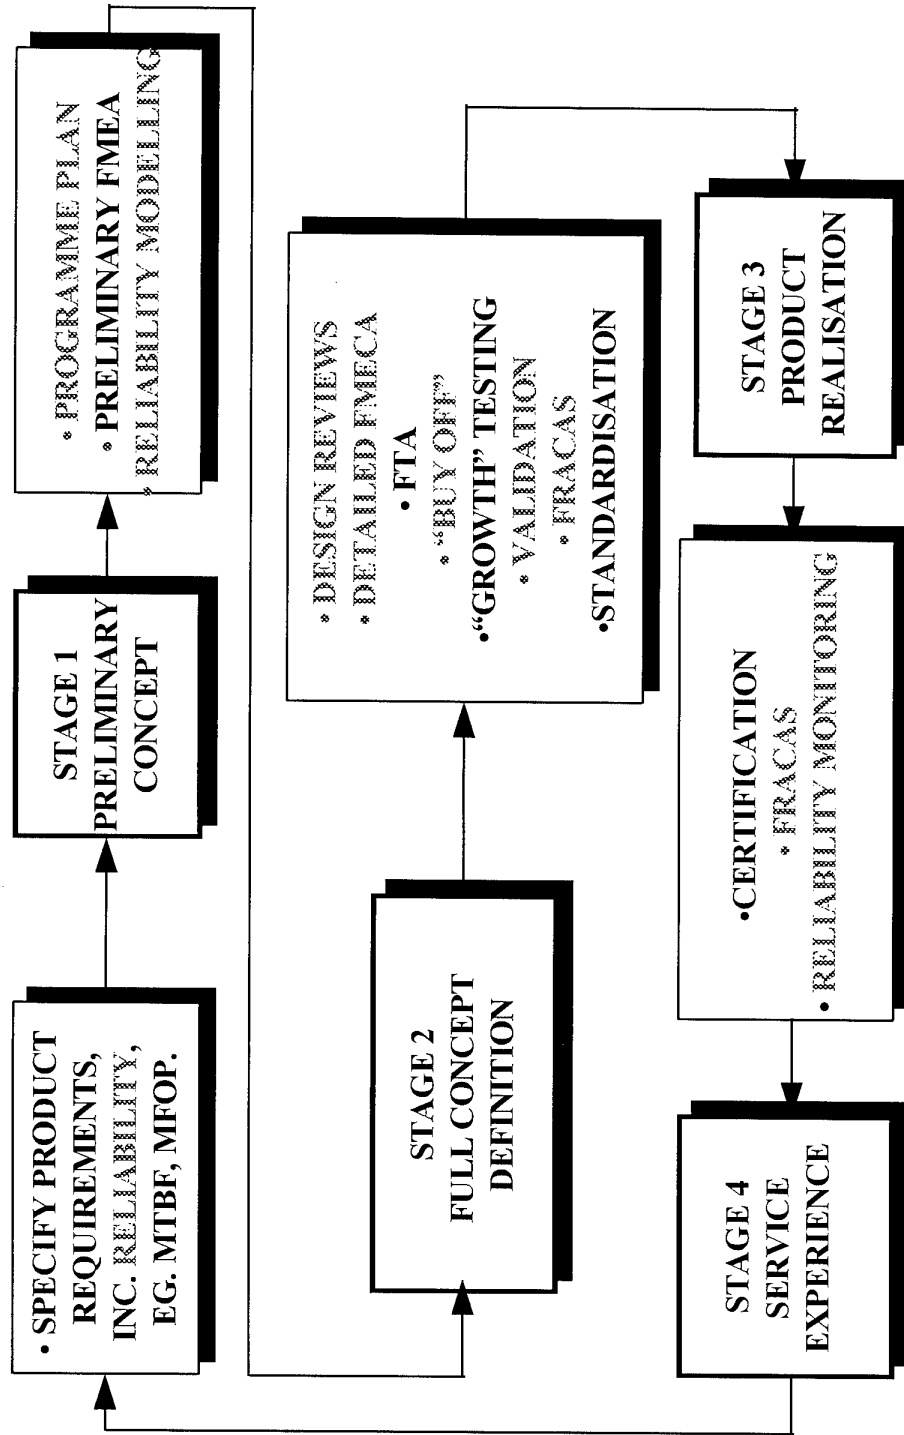 • SPECIFY PRODUCT
REQUIREMENTS,
INC. RELIABILITY,
EG. MTBF, MFOP.
STAGE 1
PRELIMINARY
CONCEPT
• PROGRAMME PLAN
• PRELIMINARY FMEA
• RELIABILITY MODELLING
STAGE 2
FULL CONCEPT
DEFINITION
• DESIGN REVIEWS
• DETAILED FMECA
• FTA
• “BUY OFF”
•“GROWTH” TESTING
• VALIDATION
• FRACAS
•STANDARDISATION
STAGE 3
PRODUCT
REALISATION
•CERTIFICATION
• FRACAS
• RELIABILITY MONITORING
STAGE 4
SERVICE
EXPERIENCE